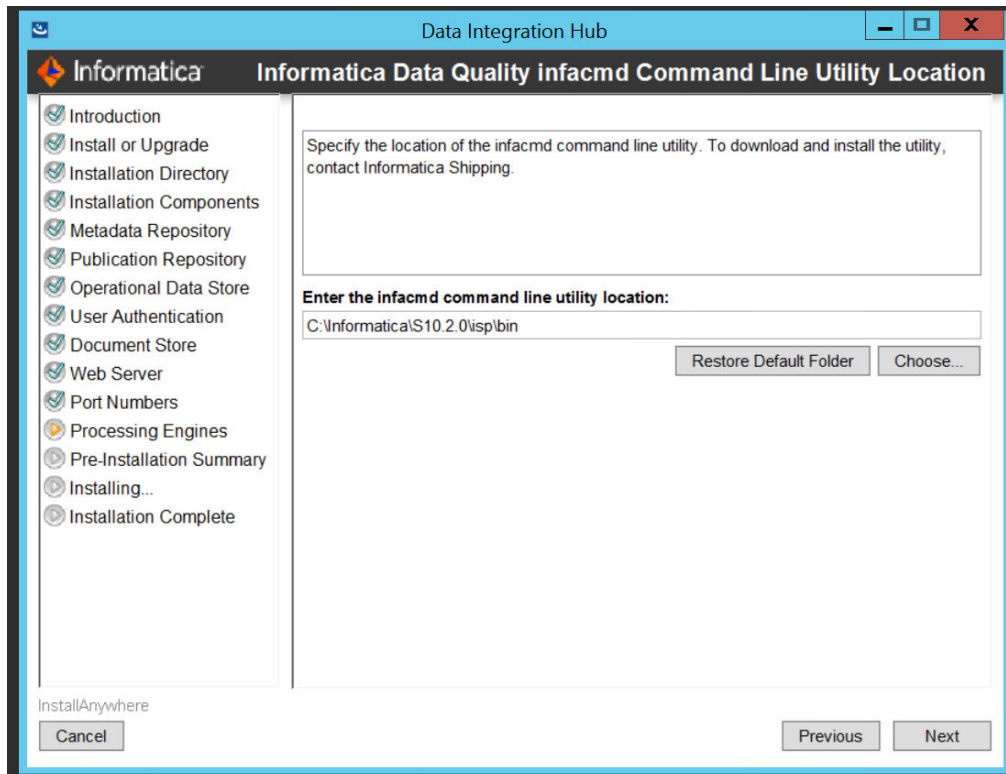 Data Integration Hub
Informatica
Informatica Data Quality infacmd Command Line Utility Location
Introduction
Install or Upgrade
Installation Directory
Installation Components
Metadata Repository
Publication Repository
Operational Data Store
User Authentication
Document Store
Web Server
Port Numbers
Processing Engines
Pre-Installation Summary
Installing...
Installation Complete
Specify the location of the infacmd command line utility. To download and install the utility,
contact Informatica Shipping.
Enter the infacmd command line utility location:
C:\Informatica\S10.2.0\isp\bin
Restore Default Folder
Choose...
InstallAnywhere
Cancel
Previous
Next